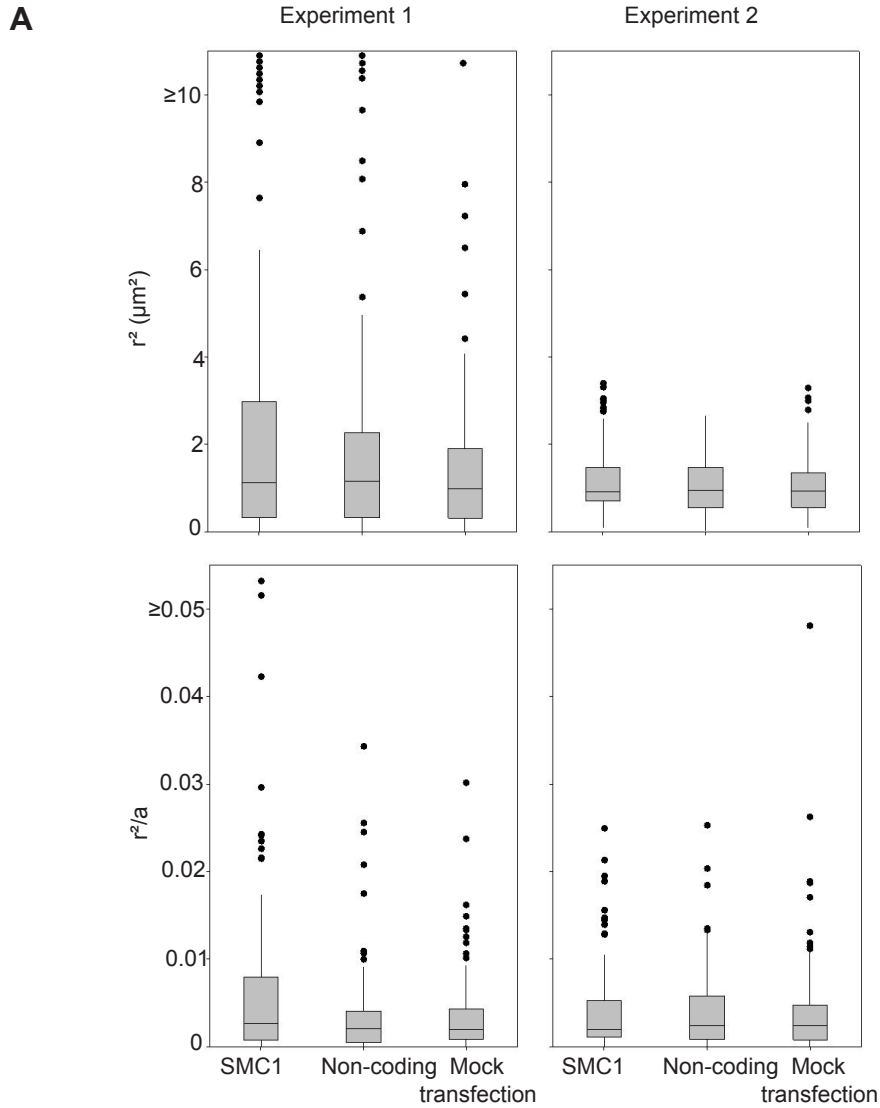 A
Experiment 1
Experiment 2
≥10
8
6
4
2
0
r² (μm²)
≥0.05
0.04
0.03
0.02
0.01
0
r²/a
SMC1
Non-coding
Mock
transfection
SMC1
Non-coding
Mock
transfection